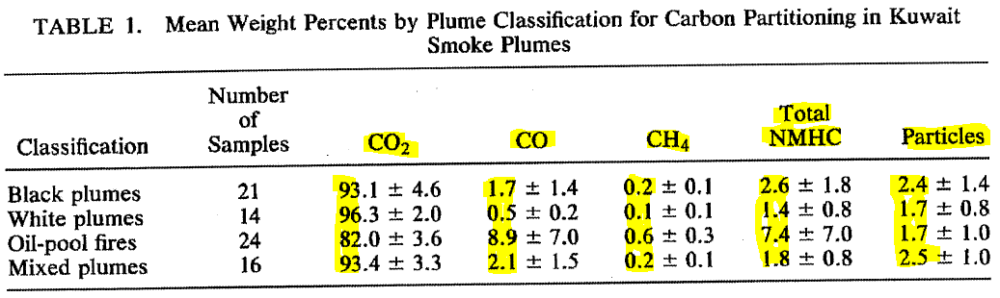 TABLE 1. Mean Weight Percents by Plume Classification for Carbon Partitioning in Kuwait
Smoke Plumes
Classification Number of Samples CO₂ CO CH₄ Total NMHC Particles
Black plumes 21 93.1 ± 4.6 1.7 ± 1.4 0.2 ± 0.1 2.6 ± 1.8 2.4 ± 1.4
White plumes 14 96.3 ± 2.0 0.5 ± 0.2 0.1 ± 0.1 1.4 ± 0.8 1.7 ± 0.8
Oil-pool fires 24 82.0 ± 3.6 8.9 ± 7.0 0.6 ± 0.3 7.4 ± 7.0 1.7 ± 1.0
Mixed plumes 16 93.4 ± 3.3 2.1 ± 1.5 0.2 ± 0.1 1.8 ± 0.8 2.5 ± 1.0